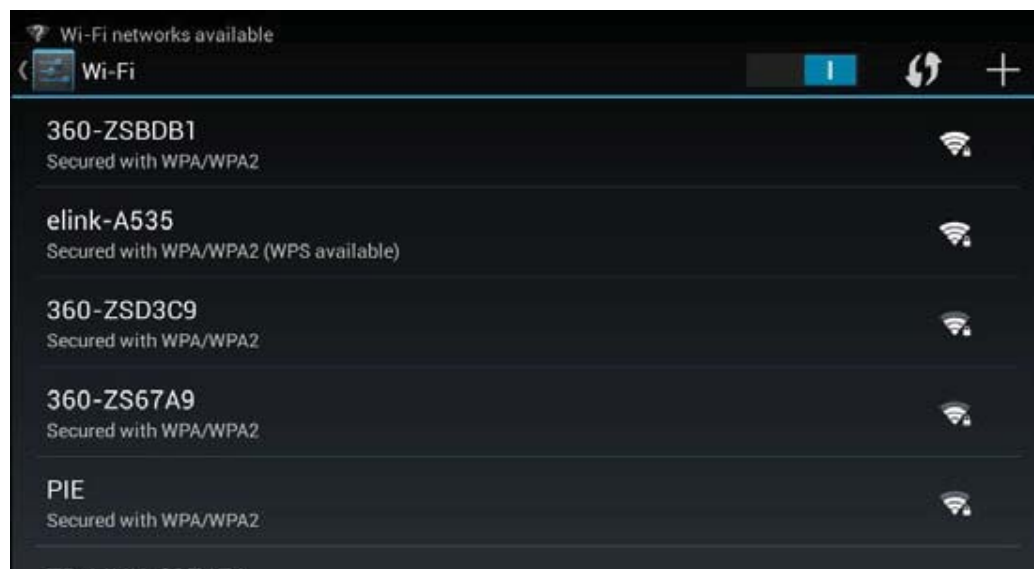 Wi-Fi networks available
Wi-Fi
360-ZSBDB1
Secured with WPA/WPA2
elink-A535
Secured with WPA/WPA2 (WPS available)
360-ZSD3C9
Secured with WPA/WPA2
360-ZS67A9
Secured with WPA/WPA2
PIE
Secured with WPA/WPA2